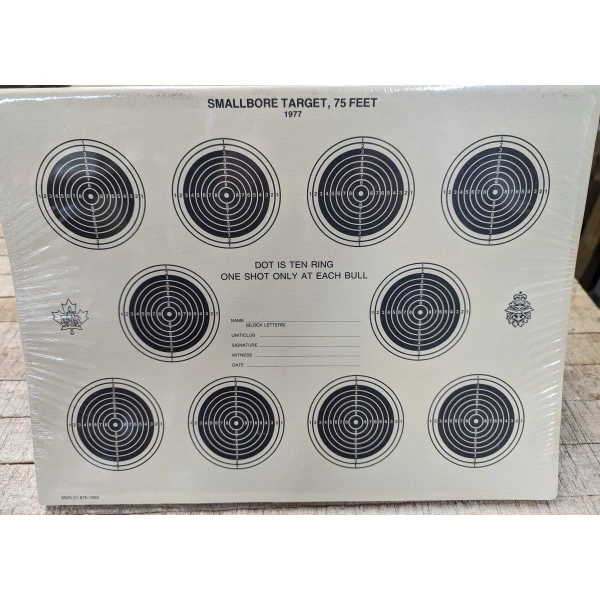 SMALLBORE TARGET, 75 FEET
1977
DOT IS TEN RING
ONE SHOT ONLY AT EACH BULL
NAME
(BLOCK LETTERS)
UNIT/CLUB
SIGNATURE
WITNESS
DATE